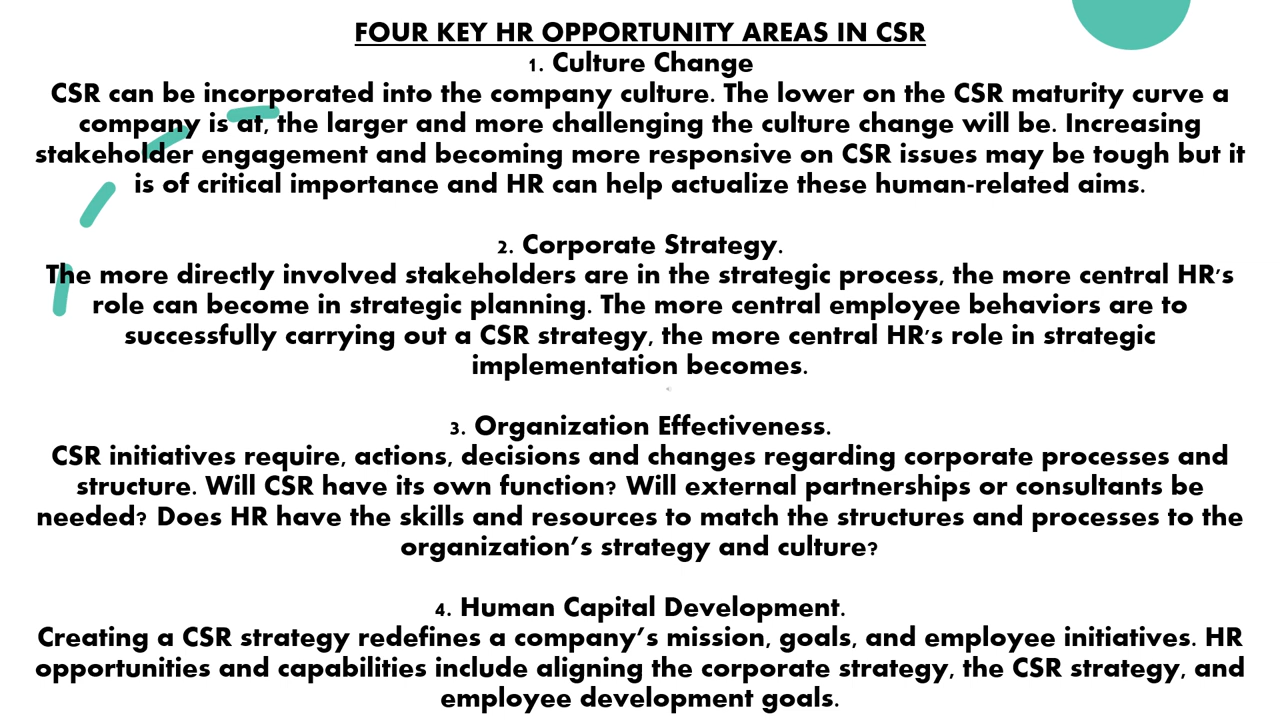 FOUR KEY HR OPPORTUNITY AREAS IN CSR
1. Culture Change
CSR can be incorporated into the company culture. The lower on the CSR maturity curve a
company is at, the larger and more challenging the culture change will be. Increasing
stakeholder engagement and becoming more responsive on CSR issues may be tough but it
is of critical importance and HR can help actualize these human-related aims.
2. Corporate Strategy.
The more directly involved stakeholders are in the strategic process, the more central HR's
role can become in strategic planning. The more central employee behaviors are to
successfully carrying out a CSR strategy, the more central HR's role in strategic
implementation becomes.
3. Organization Effectiveness.
CSR initiatives require, actions, decisions and changes regarding corporate processes and
structure. Will CSR have its own function? Will external partnerships or consultants be
needed? Does HR have the skills and resources to match the structures and processes to the
organization’s strategy and culture?
4. Human Capital Development.
Creating a CSR strategy redefines a company’s mission, goals, and employee initiatives. HR
opportunities and capabilities include aligning the corporate strategy, the CSR strategy, and
employee development goals.